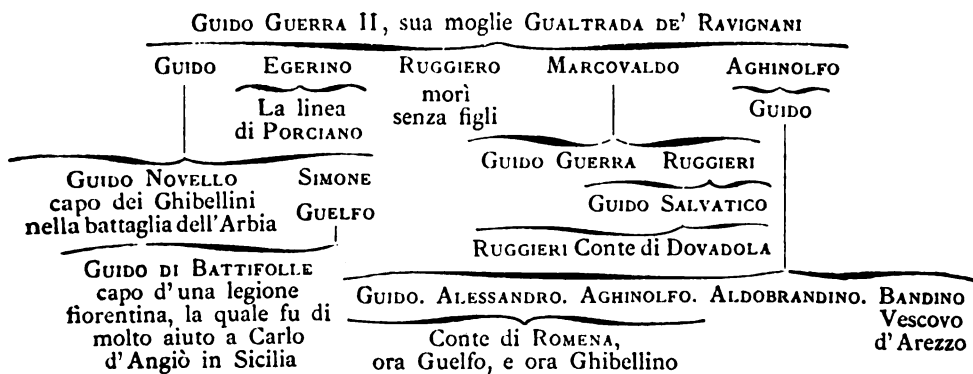 GUIDO GUERRA II, sua moglie GUALTRADA DE' RAVIGNANI
GUIDO EGERINO RUGGIERO MARCOVALDO AGHINOLFO
La linea
di PORCIANO
morì
senza figli
GUIDO
GUIDO GUERRA RUGGIERI
GUIDO NOVELLO
capo dei Ghibellini
nella battaglia dell'Arbia
SIMONE
GUELFO
GUIDO SALVATICO
RUGGIERI Conte di DOVADOLA
GUIDO DI BATTIFOLLE
capo d'una legione
fiorentina, la quale fu di
molto aiuto a Carlo
d'Angiò in Sicilia
GUIDO. ALESSANDRO. AGHINOLFO. ALDOBRANDINO. BANDINO
Vescovo
d'Arezzo
Conte di ROMENA,
ora Guelfo, e ora Ghibellino